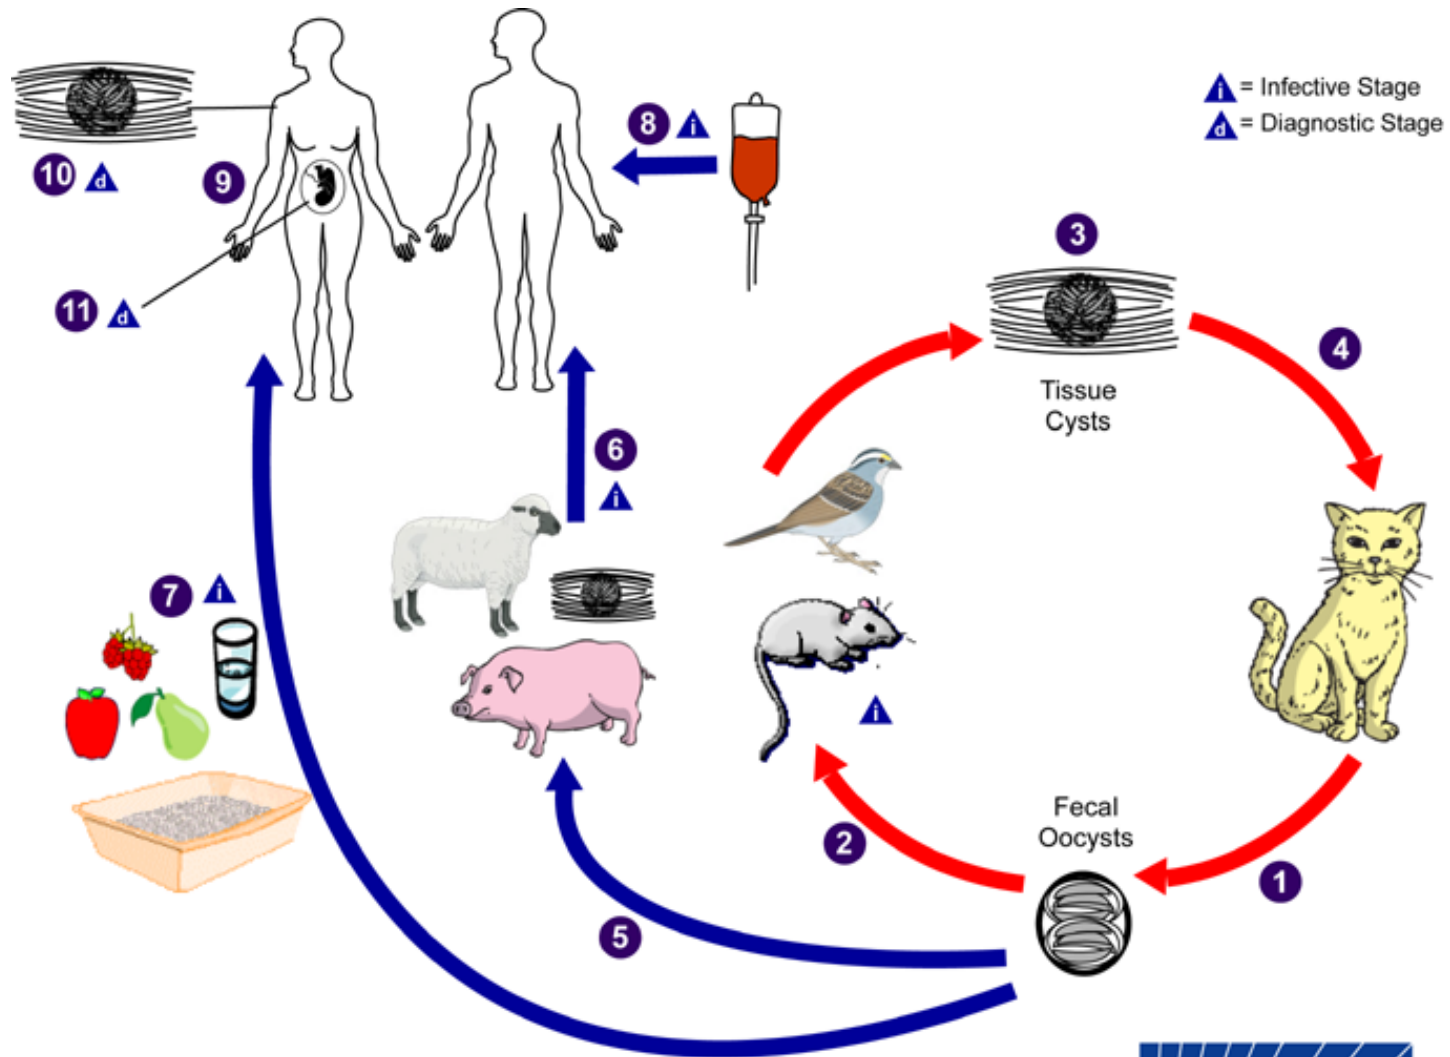 i = Infective Stage
d = Diagnostic Stage
8 i
10 d
9
3
11 d
4
Tissue
Cysts
6
i
7 i
i
Fecal
Oocysts
2
1
5